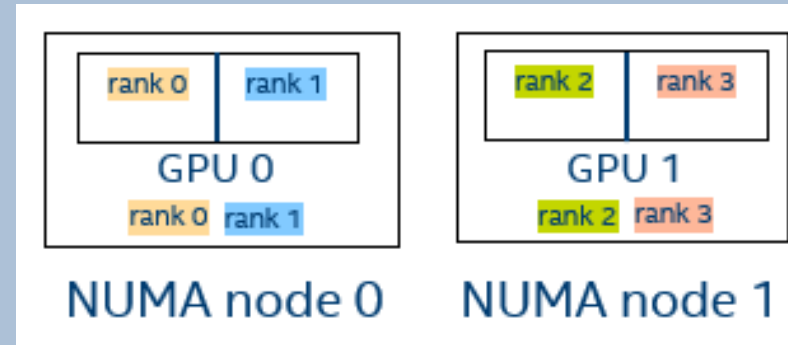 rank 0 rank 1
GPU 0
rank 0 rank 1
NUMA node 0
rank 2 rank 3
GPU 1
rank 2 rank 3
NUMA node 1